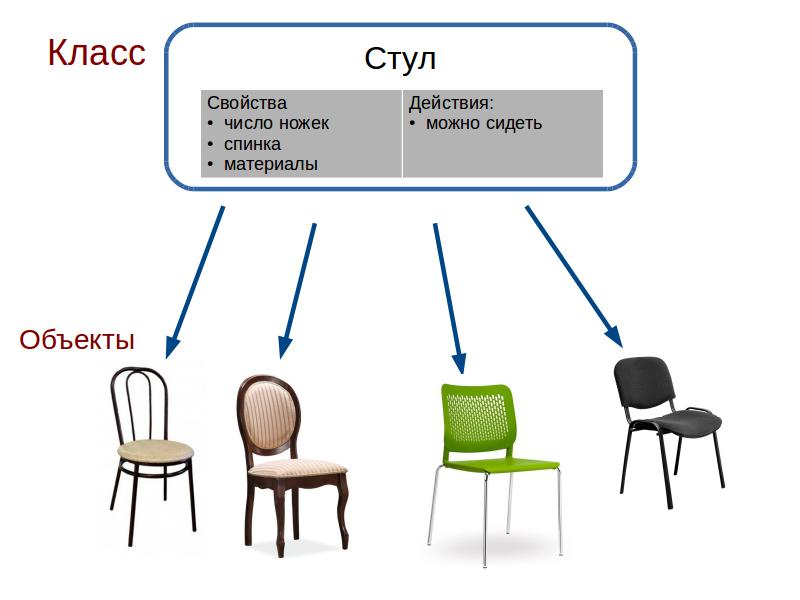 Класс
Стул
Свойства
• число ножек
• спинка
• материалы
Действия:
• можно сидеть
Объекты